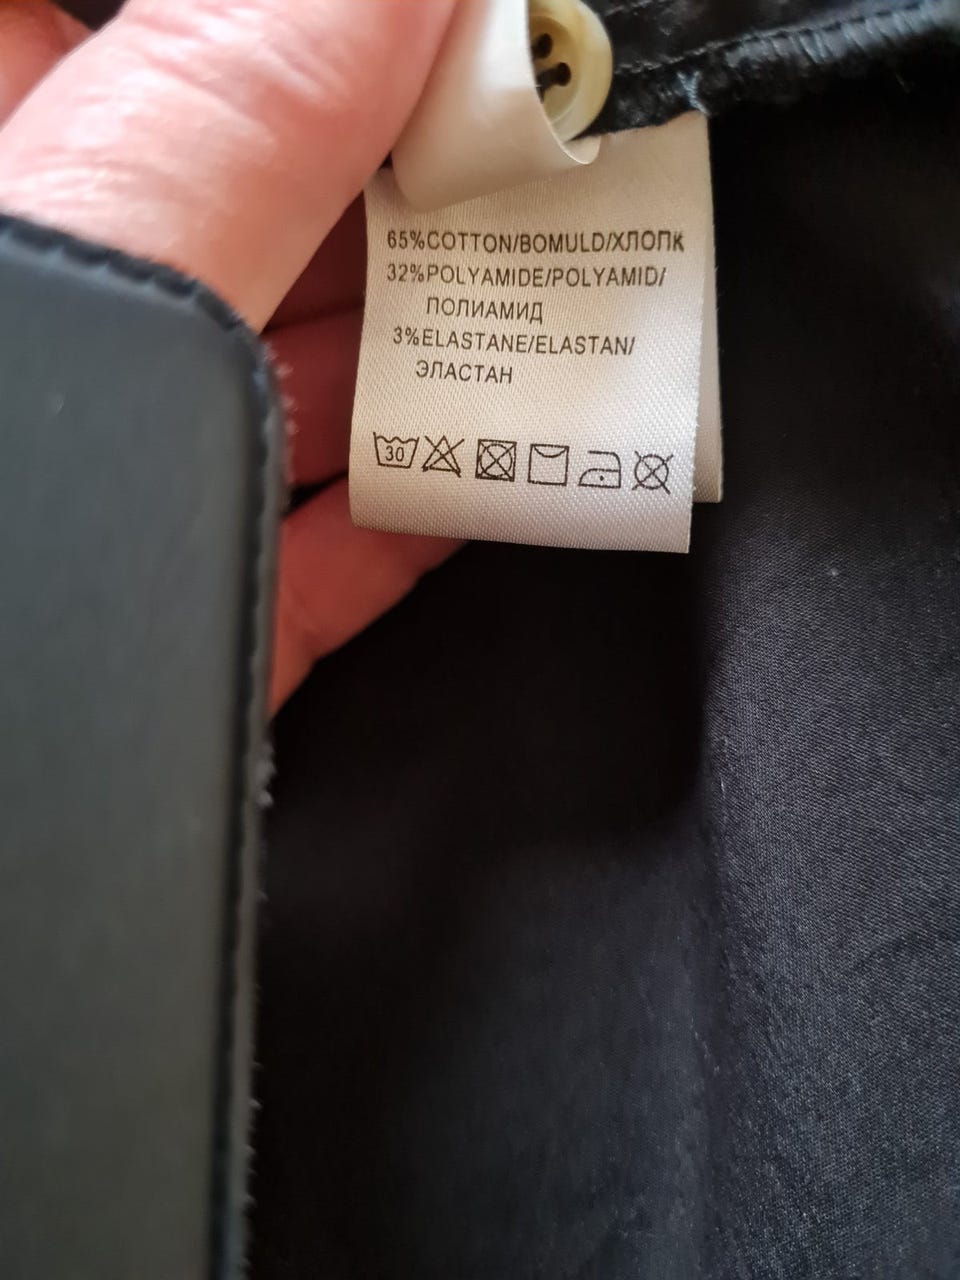 65%COTTON/BOMULD/ХЛОПК
32%POLYAMIDE/POLYAMID/
ПОЛИАМИД
3%ELASTANE/ELASTAN/
ЭЛАСТАН
30